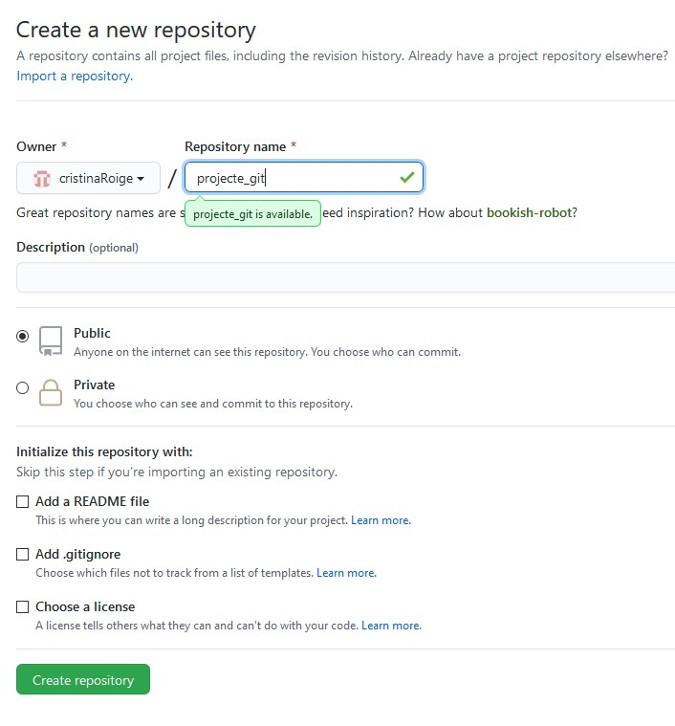 Create a new repository
A repository contains all project files, including the revision history. Already have a project repository elsewhere?
Import a repository.
Owner * Repository name *
cristinaRoige / projecte_git
Great repository names are s
projecte_git is available.
eed inspiration? How about bookish-robot?
Description (optional)
Public
Anyone on the internet can see this repository. You choose who can commit.
Private
You choose who can see and commit to this repository.
Initialize this repository with:
Skip this step if you're importing an existing repository.
Add a README file
This is where you can write a long description for your project. Learn more.
Add .gitignore
Choose which files not to track from a list of templates. Learn more.
Choose a license
A license tells others what they can and can't do with your code. Learn more.
Create repository